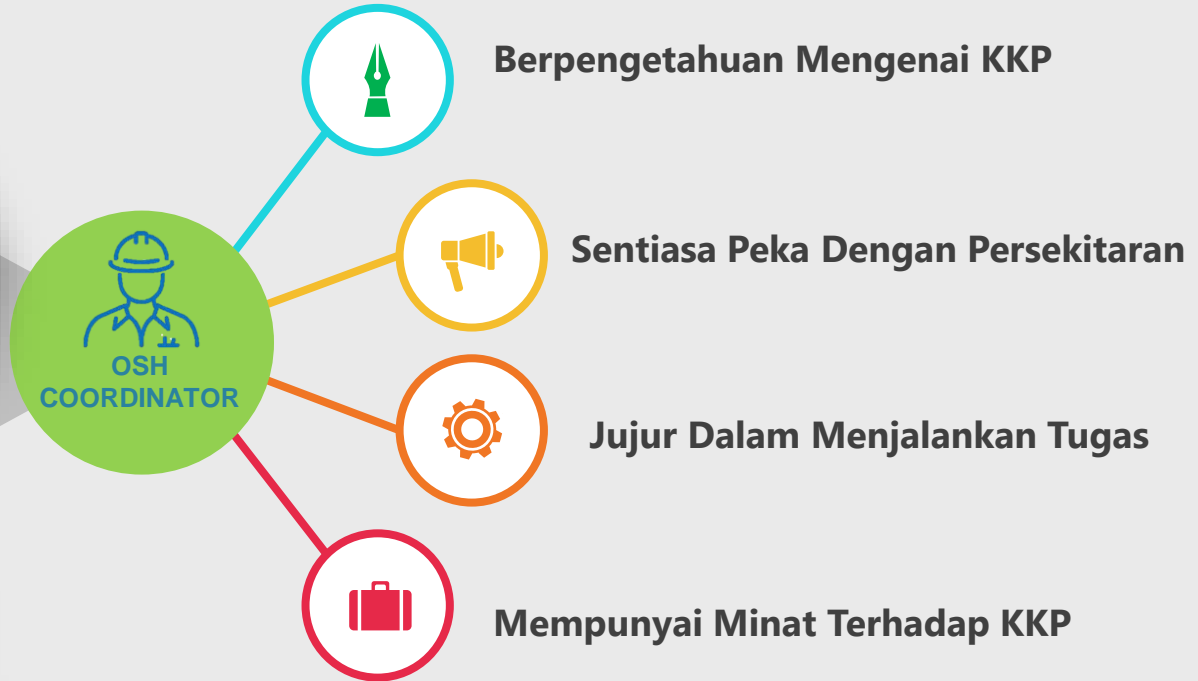 Berpengetahuan Mengenai KKP
Sentiasa Peka Dengan Persekitaran
OSH
COORDINATOR
Jujur Dalam Menjalankan Tugas
Mempunyai Minat Terhadap KKP